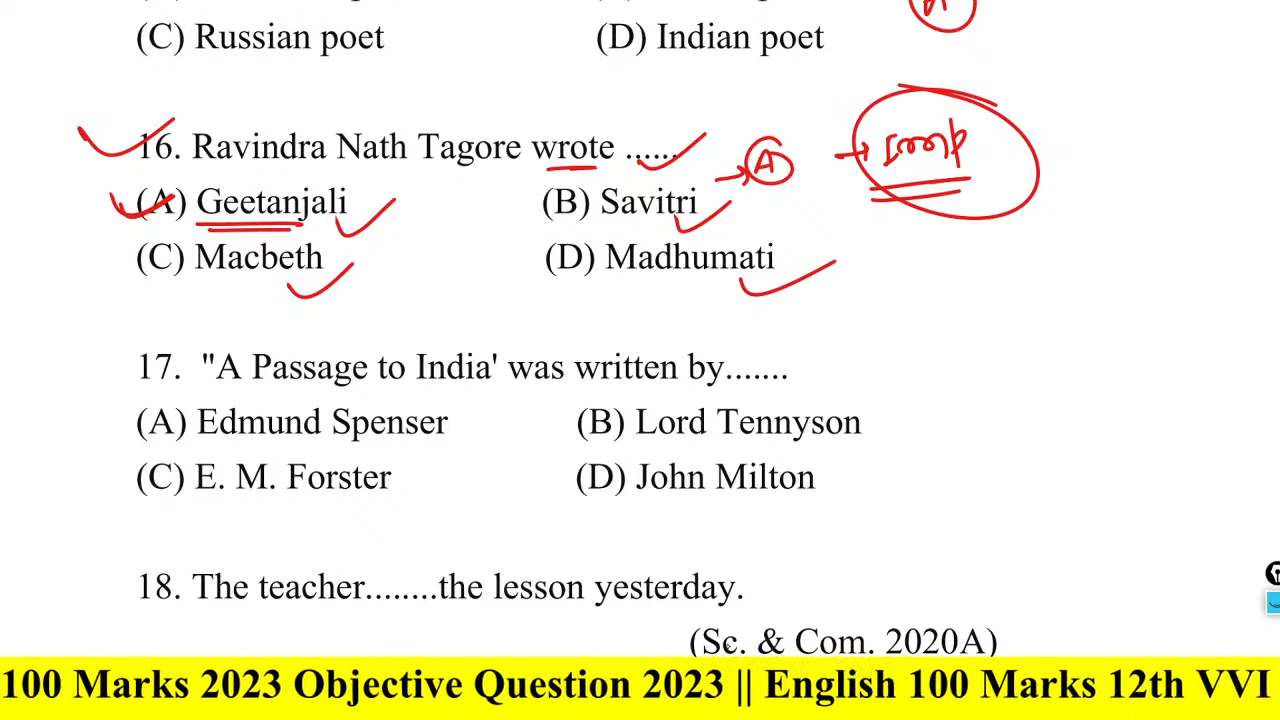 (C) Russian poet (D) Indian poet
16. Ravindra Nath Tagore wrote ......
(A) Geetanjali (B) Savitri
A
(C) Macbeth (D) Madhumati
17. "A Passage to India' was written by.......
(A) Edmund Spenser (B) Lord Tennyson
(C) E. M. Forster (D) John Milton
18. The teacher........the lesson yesterday.
(Sc. & Com. 2020A)
100 Marks 2023 Objective Question 2023 || English 100 Marks 12th VVI